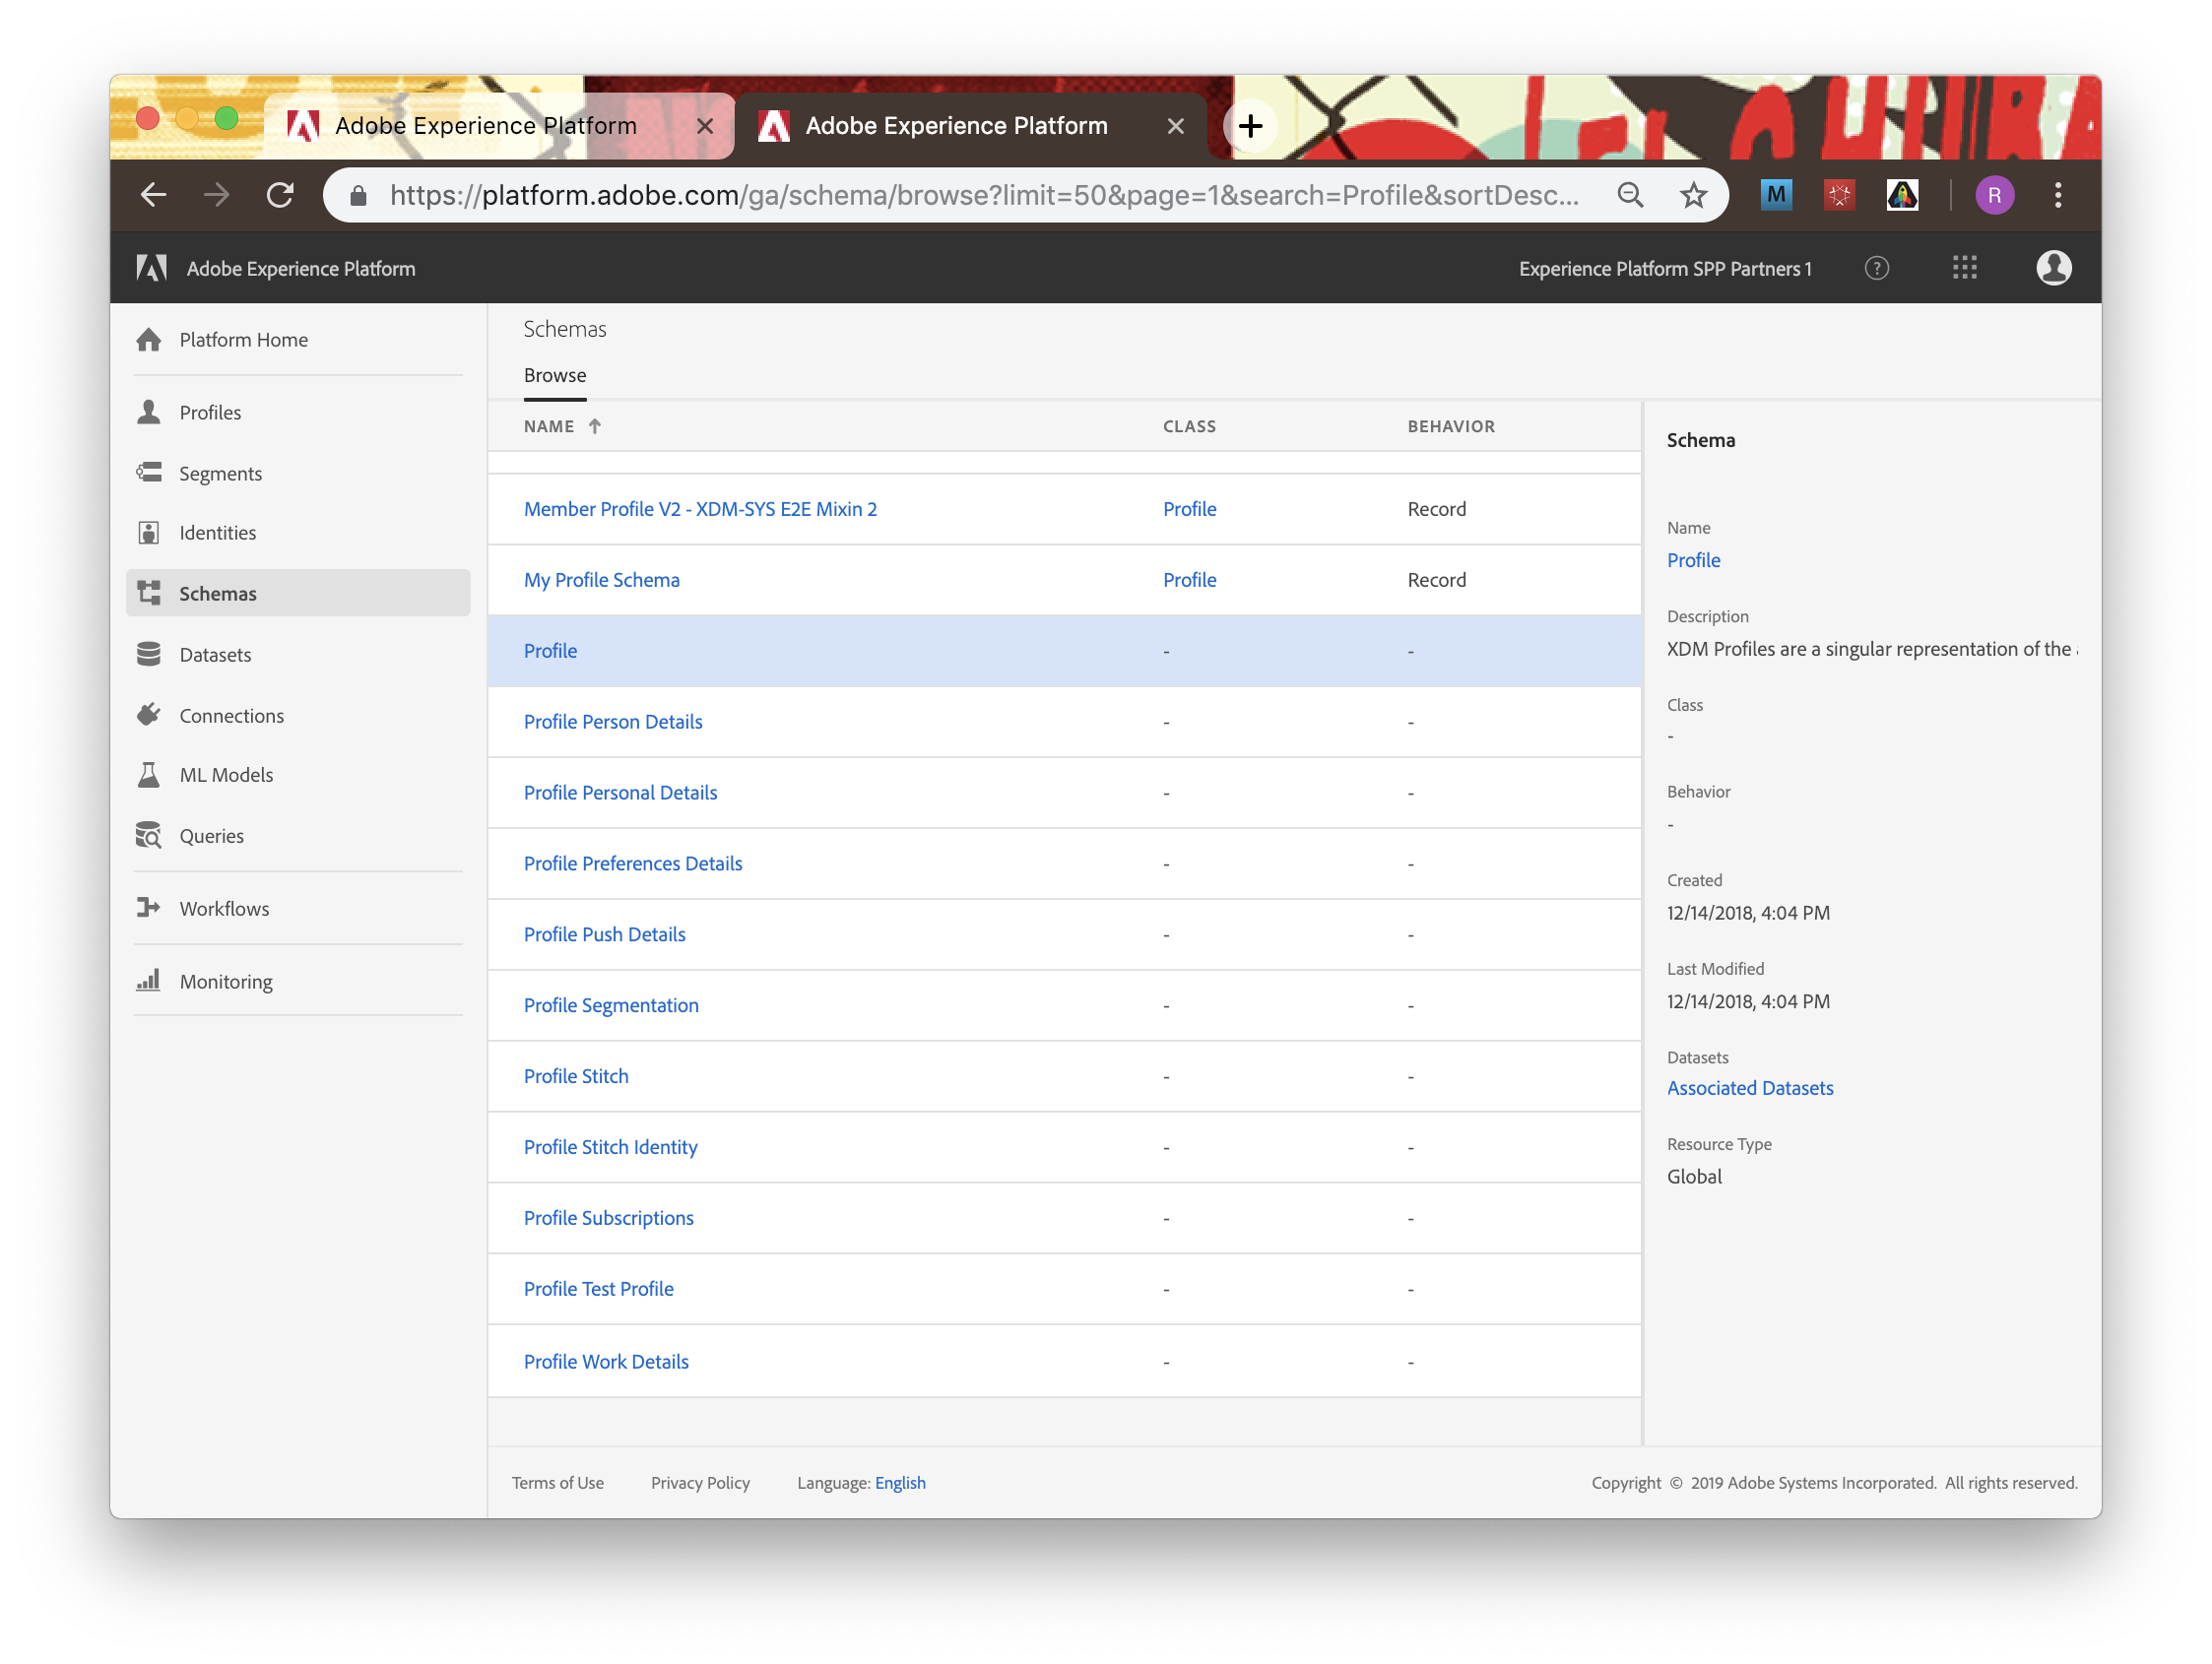 Adobe Experience Platform
Adobe Experience Platform
https://platform.adobe.com/ga/schema/browse?limit=50&page=1&search=Profile&sortDesc...
M
R
Adobe Experience Platform
Experience Platform SPP Partners 1
?
Platform Home
Profiles
Segments
Identities
Schemas
Datasets
Connections
ML Models
Queries
Workflows
Monitoring
Schemas
Browse
NAME CLASS BEHAVIOR
Member Profile V2 - XDM-SYS E2E Mixin 2 Profile Record
My Profile Schema Profile Record
Profile - -
Profile Person Details - -
Profile Personal Details - -
Profile Preferences Details - -
Profile Push Details - -
Profile Segmentation - -
Profile Stitch - -
Profile Stitch Identity - -
Profile Subscriptions - -
Profile Test Profile - -
Profile Work Details - -
Schema
Name
Profile
Description
XDM Profiles are a singular representation of the
Class
-
Behavior
-
Created
12/14/2018, 4:04 PM
Last Modified
12/14/2018, 4:04 PM
Datasets
Associated Datasets
Resource Type
Global
Terms of Use Privacy Policy Language: English
Copyright © 2019 Adobe Systems Incorporated. All rights reserved.